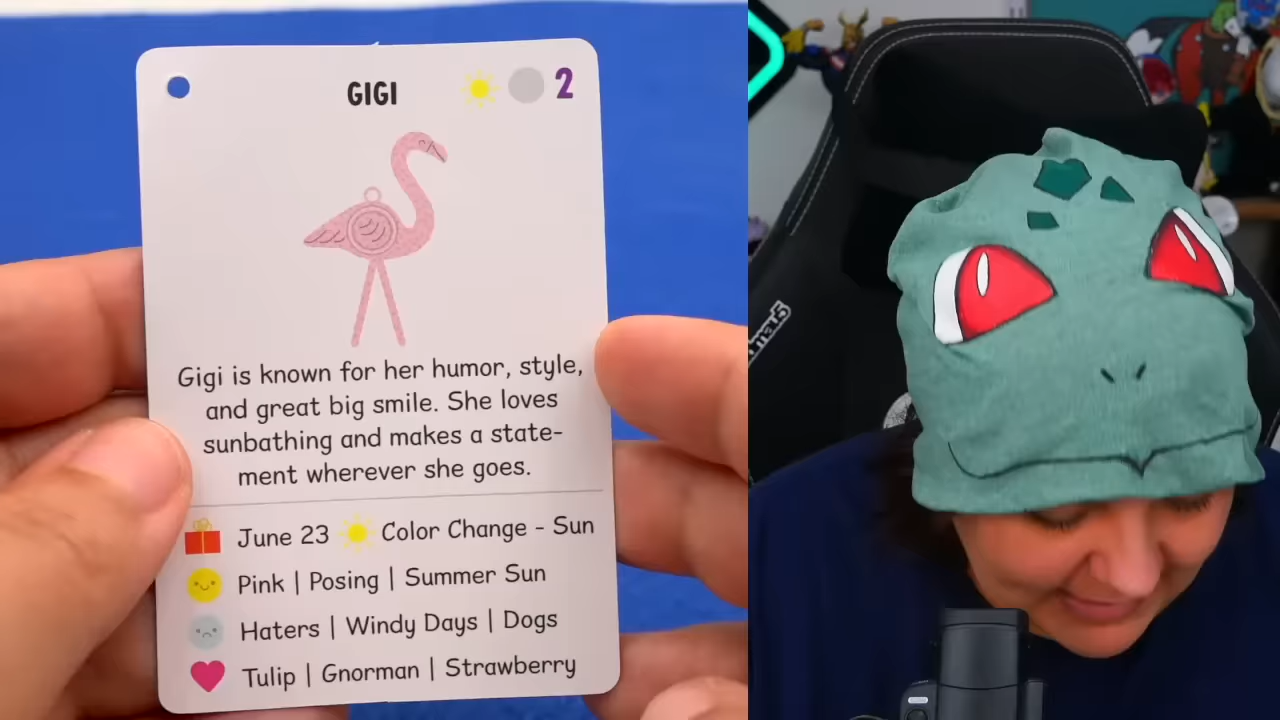 GIGI
2
Gigi is known for her humor, style,
and great big smile. She loves
sunbathing and makes a state-
ment wherever she goes.
June 23 Color Change - Sun
Pink | Posing | Summer Sun
Haters | Windy Days | Dogs
Tulip | Gnorman | Strawberry